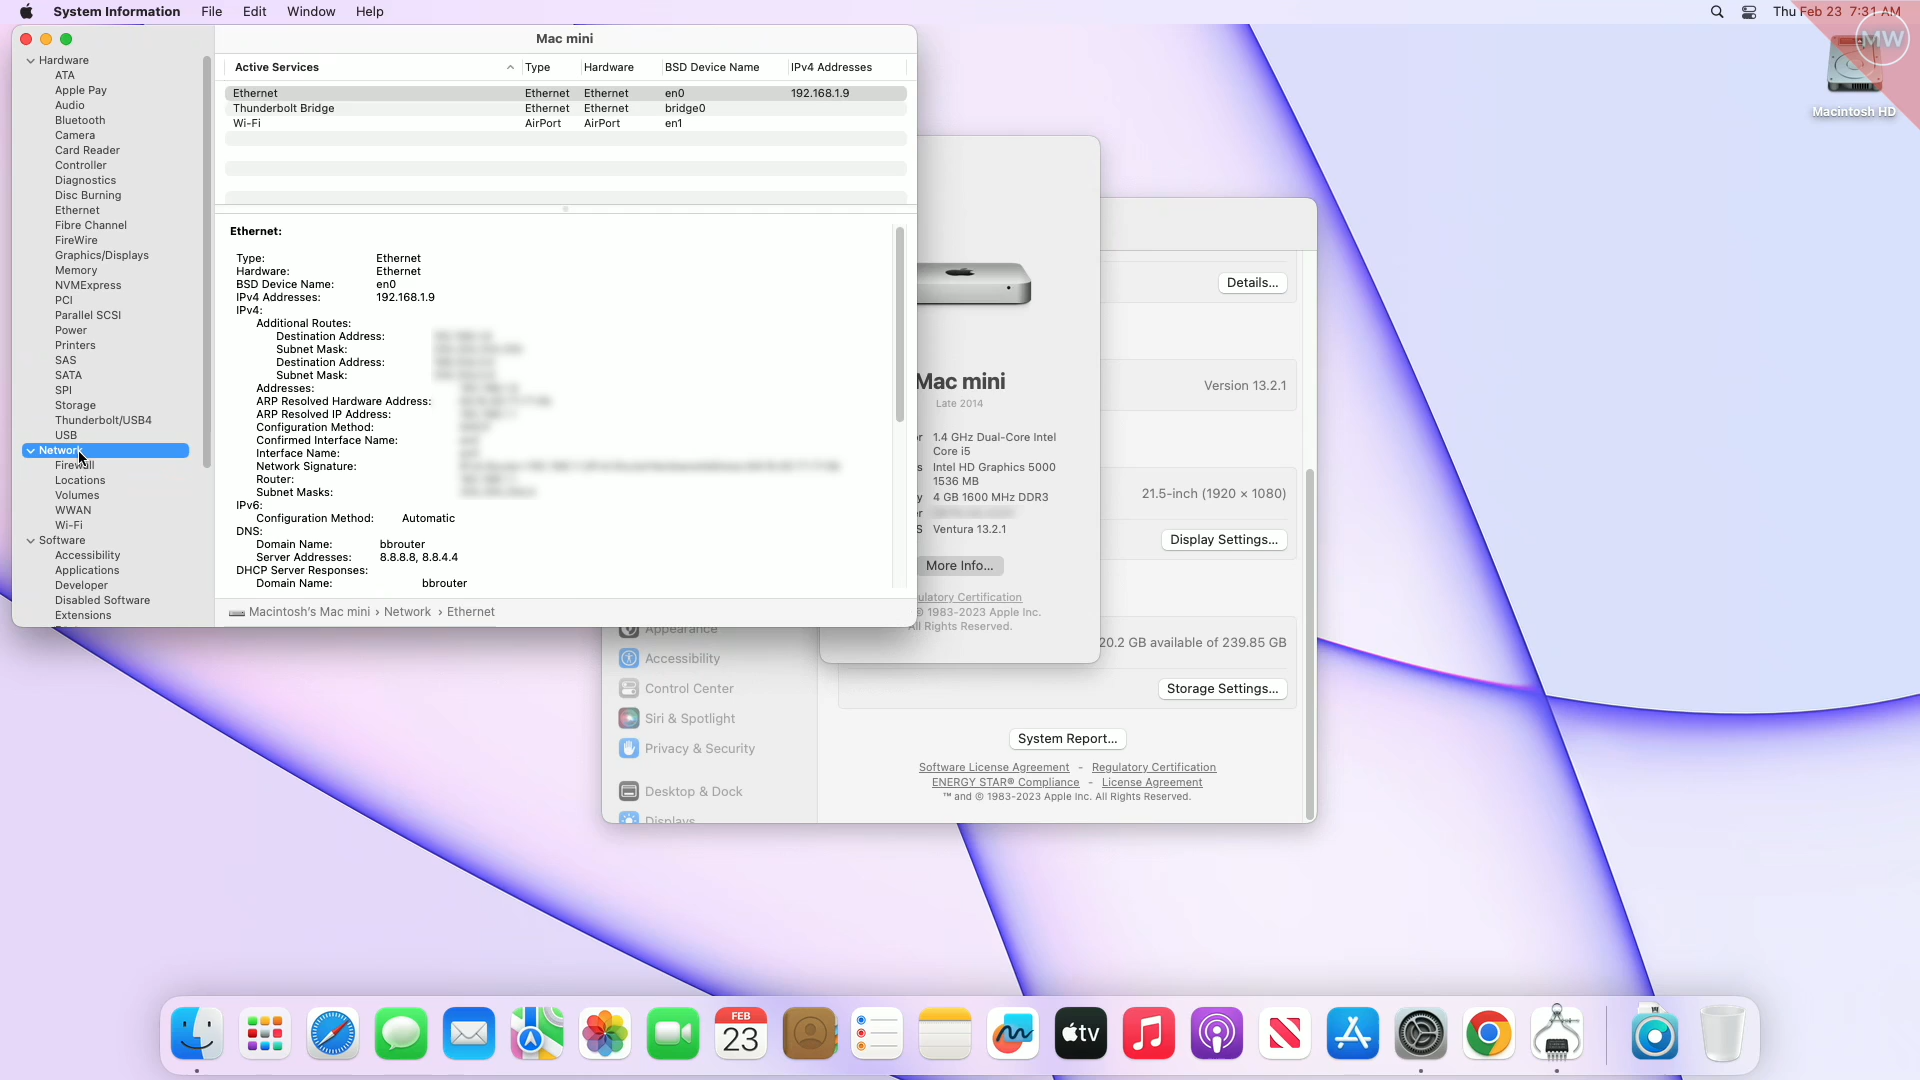 System Information File Edit Window Help
Thu Feb 23 7:31 AM
MW
Macintosh HD
Mac mini
Hardware
ATA
Apple Pay
Audio
Bluetooth
Camera
Card Reader
Controller
Diagnostics
Disc Burning
Ethernet
Fibre Channel
FireWire
Graphics/Displays
Memory
NVMExpress
PCI
Parallel SCSI
Power
Printers
SAS
SATA
SPI
Storage
Thunderbolt/USB4
USB
Network
Firewall
Locations
Volumes
WWAN
Wi-Fi
Software
Accessibility
Applications
Developer
Disabled Software
Extensions
Active Services Type Hardware BSD Device Name IPv4 Addresses
Ethernet Ethernet Ethernet en0 192.168.1.9
Thunderbolt Bridge Ethernet Ethernet bridge0
Wi-Fi AirPort AirPort en1
Ethernet:
Type: Ethernet
Hardware: Ethernet
BSD Device Name: en0
IPv4 Addresses: 192.168.1.9
IPv4:
Additional Routes:
Destination Address:
Subnet Mask:
Destination Address:
Subnet Mask:
Addresses:
ARP Resolved Hardware Address:
ARP Resolved IP Address:
Configuration Method:
Confirmed Interface Name:
Interface Name:
Network Signature:
Router:
Subnet Masks:
IPv6:
Configuration Method: Automatic
DNS:
Domain Name: bbrouter
Server Addresses: 8.8.8.8, 8.8.4.4
DHCP Server Responses:
Domain Name: bbrouter
Macintosh's Mac mini › Network › Ethernet
Mac mini
Late 2014
1.4 GHz Dual-Core Intel
Core i5
Intel HD Graphics 5000
1536 MB
4 GB 1600 MHz DDR3
Ventura 13.2.1
More Info...
Certification
© 1983-2023 Apple Inc.
All Rights Reserved.
Details...
Version 13.2.1
21.5-inch (1920 × 1080)
Display Settings...
20.2 GB available of 239.85 GB
Storage Settings...
System Report...
Software License Agreement - Regulatory Certification
ENERGY STAR® Compliance - License Agreement
™ and © 1983-2023 Apple Inc. All Rights Reserved.
Appearance
Accessibility
Control Center
Siri & Spotlight
Privacy & Security
Desktop & Dock
Displays
FEB
23
tv